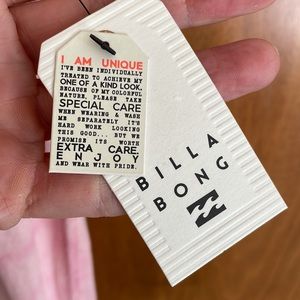 I AM UNIQUE
I'VE BEEN INDIVIDUALLY
TREATED TO ACHIEVE MY
ONE OF A KIND LOOK.
BECAUSE OF MY COLORFUL
NATURE, PLEASE TAKE
SPECIAL CARE
WHEN WEARING & WASH
ME SEPARATELY IT'S
HARD WORK LOOKING
THIS GOOD... BUT WE
PROMISE ITS WORTH
EXTRA CARE.
ENJOY
AND WEAR WITH PRIDE.
BILLA
BONG